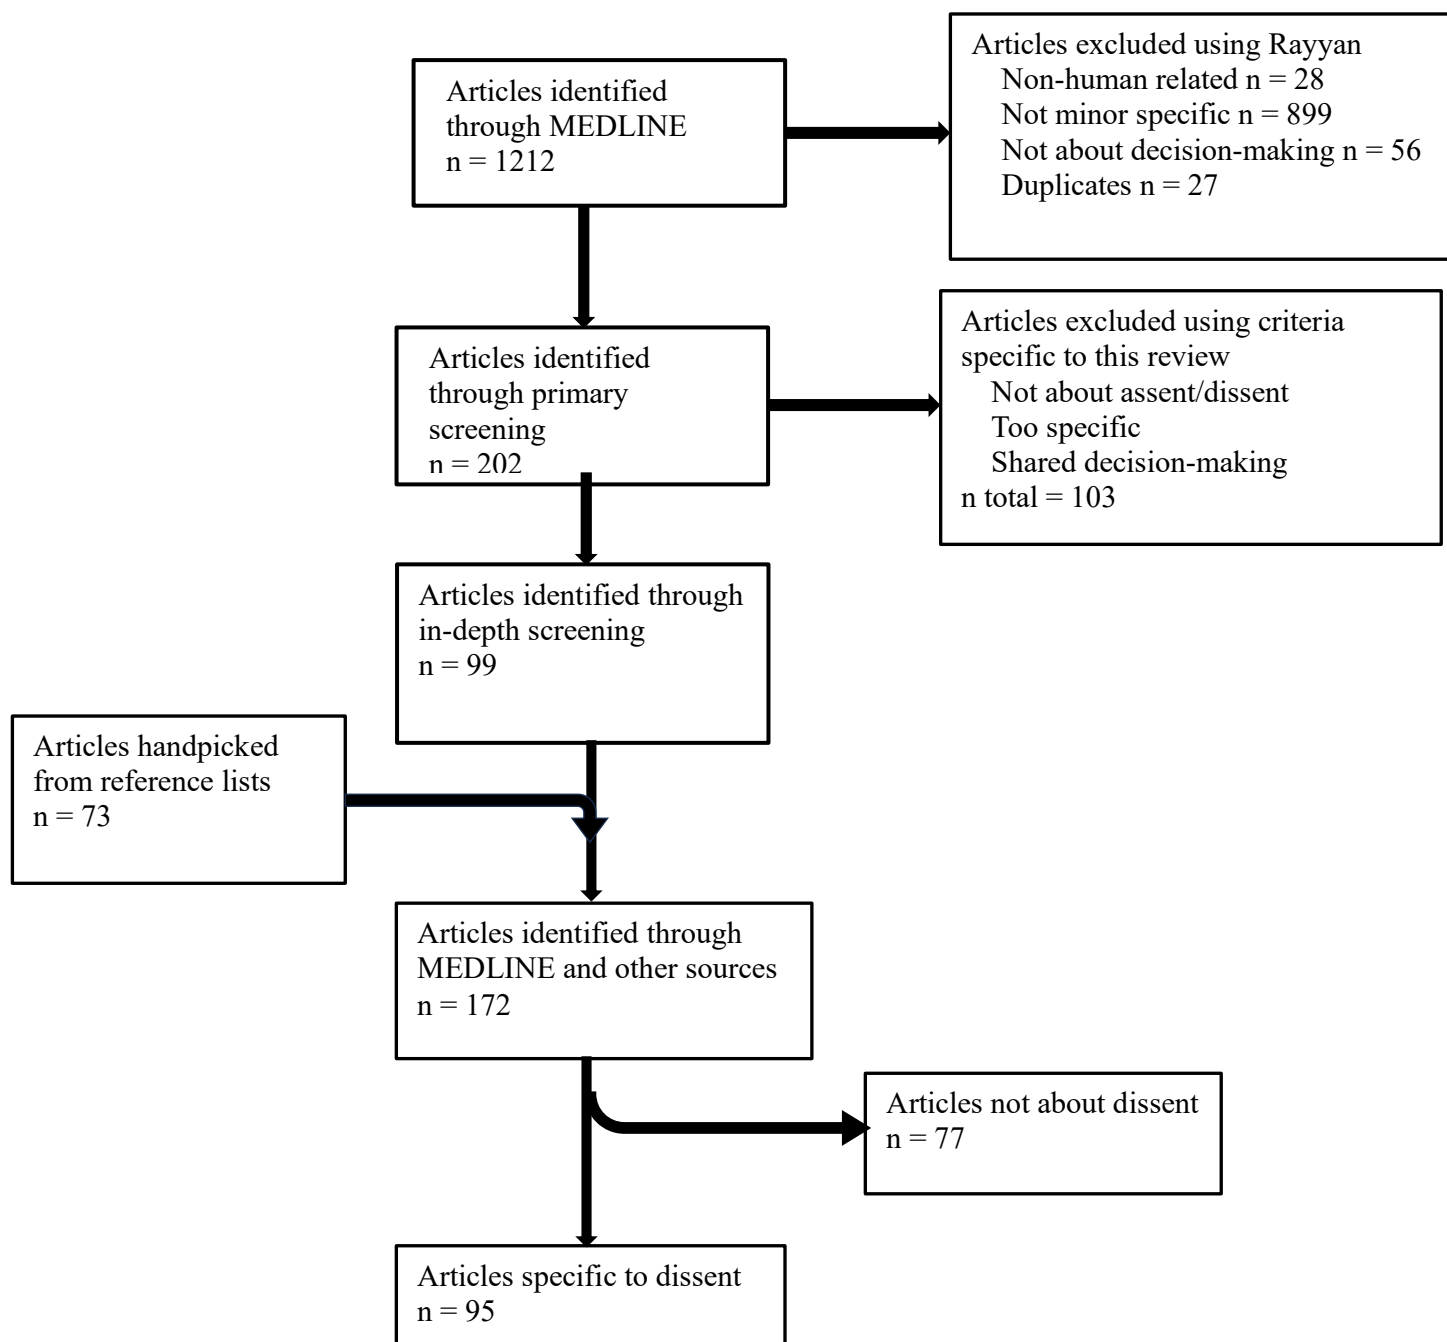 Articles identified
through MEDLINE
n = 1212
Articles excluded using Rayyan
Non-human related n = 28
Not minor specific n = 899
Not about decision-making n = 56
Duplicates n = 27
Articles identified
through primary
screening
n = 202
Articles excluded using criteria
specific to this review
Not about assent/dissent
Too specific
Shared decision-making
n total = 103
Articles identified through
in-depth screening
n = 99
Articles handpicked
from reference lists
n = 73
Articles identified through
MEDLINE and other sources
n = 172
Articles not about dissent
n = 77
Articles specific to dissent
n = 95